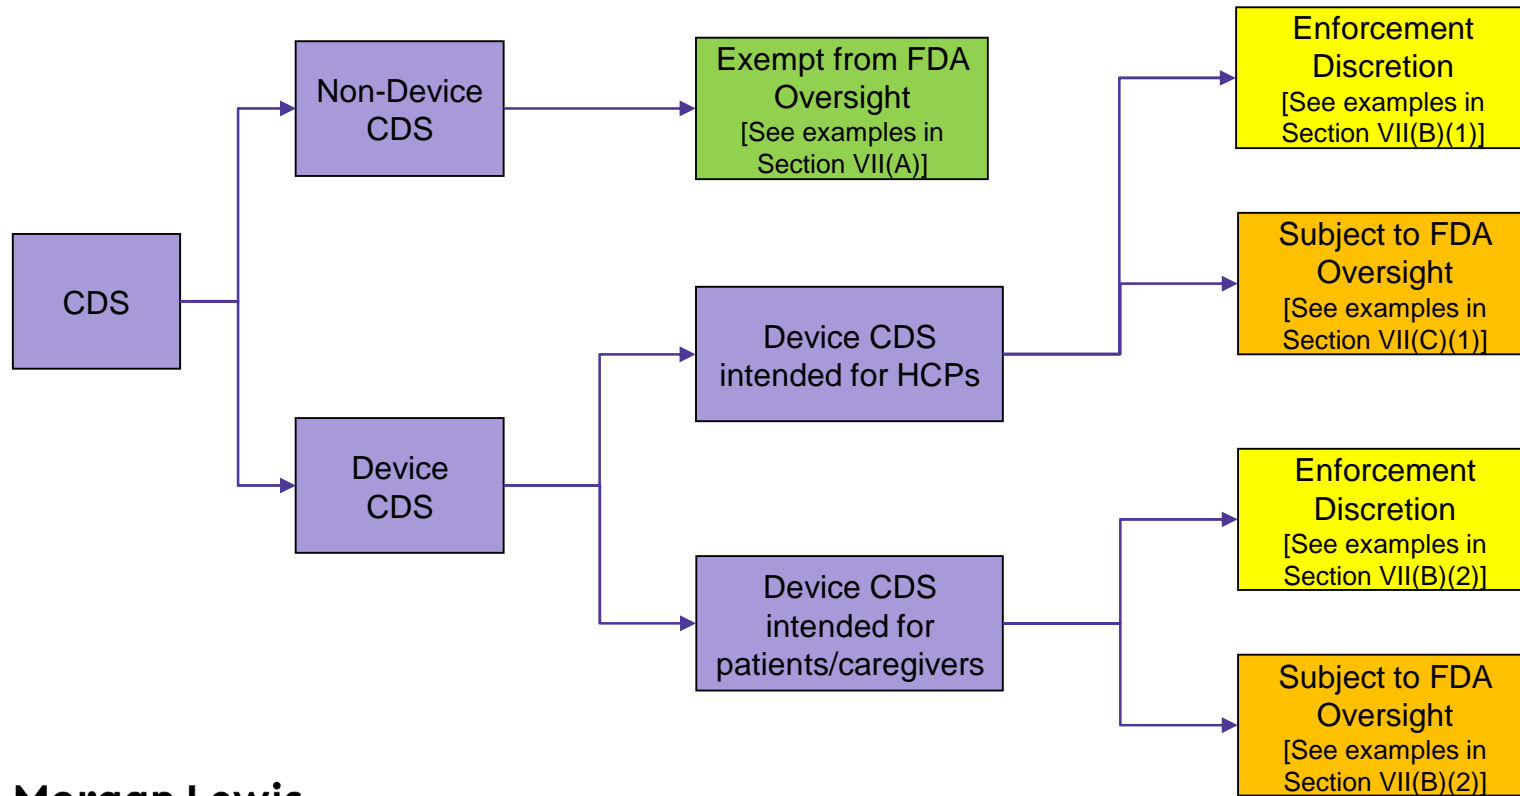 CDS
Non-Device
CDS
Device
CDS
Exempt from FDA
Oversight
[See examples in
Section VII(A)]
Device CDS
intended for HCPs
Device CDS
intended for
patients/caregivers
Enforcement
Discretion
[See examples in
Section VII(B)(1)]
Subject to FDA
Oversight
[See examples in
Section VII(C)(1)]
Enforcement
Discretion
[See examples in
Section VII(B)(2)]
Subject to FDA
Oversight
[See examples in
Section VII(B)(2)]
Morgan Lewis